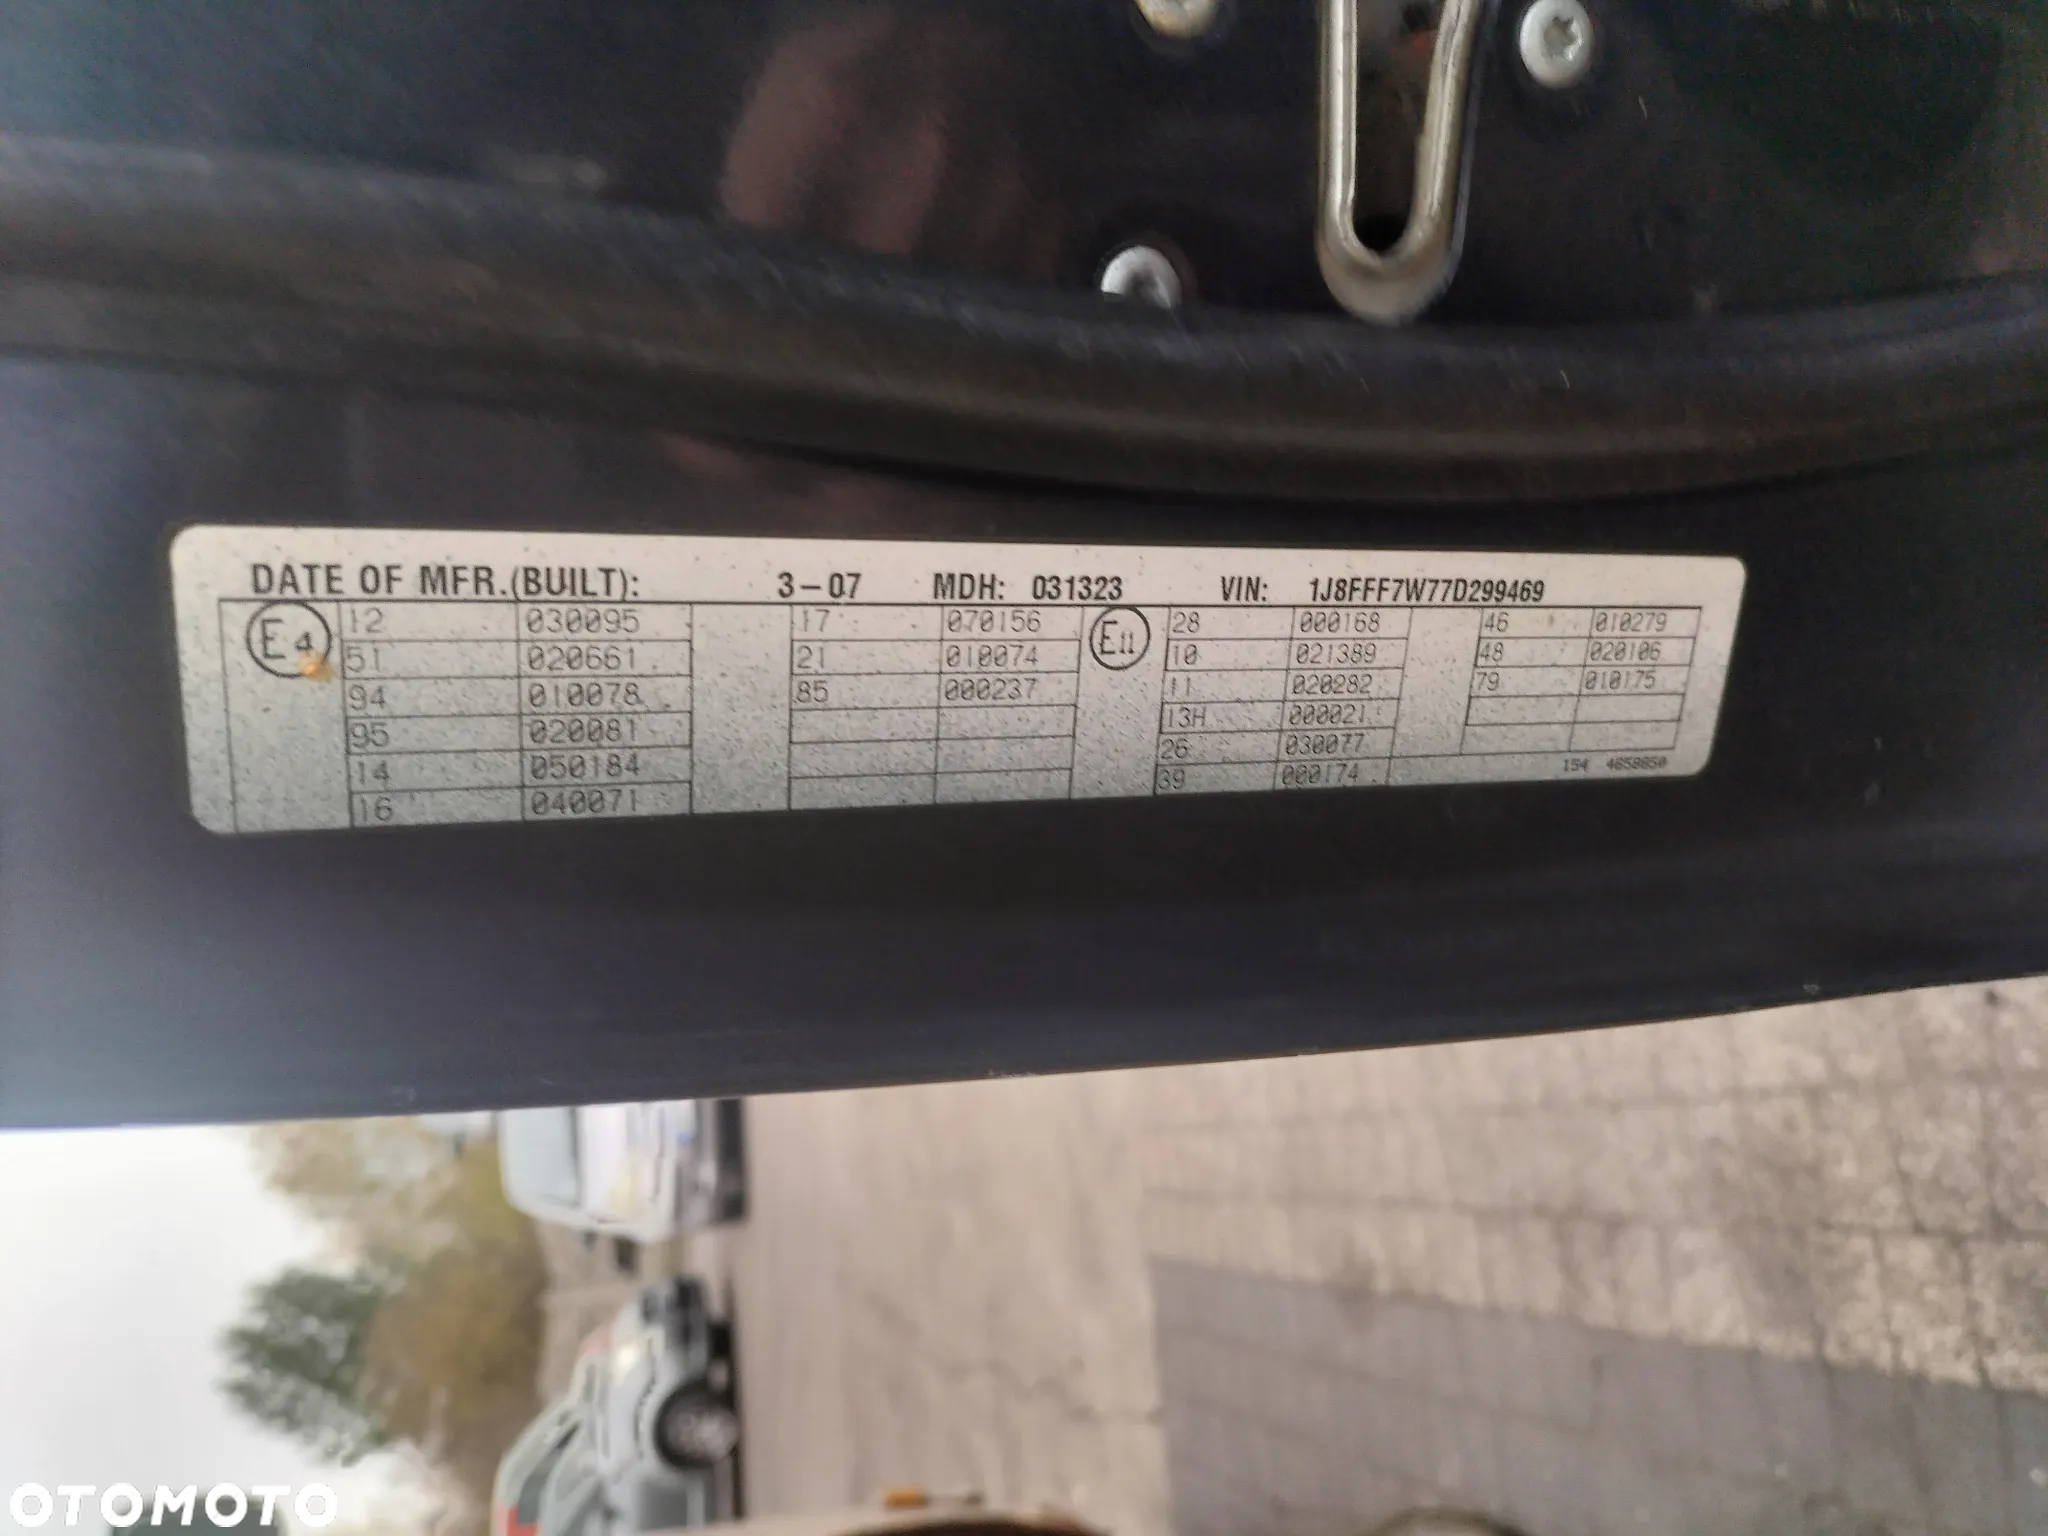 DATE OF MFR.(BUILT): 3-07 MDH: 031323 VIN: 1J8FFF7W77D299469
E4 12 030095 17 070156 E11 28 000168 46 010279
51 020661 21 010074 10 021389 48 020106
94 010078 85 000237 11 020282 79 010175
95 020081 13H 000021
14 050184 26 030077
16 040071 39 000174 154 4658850
OTOMOTO